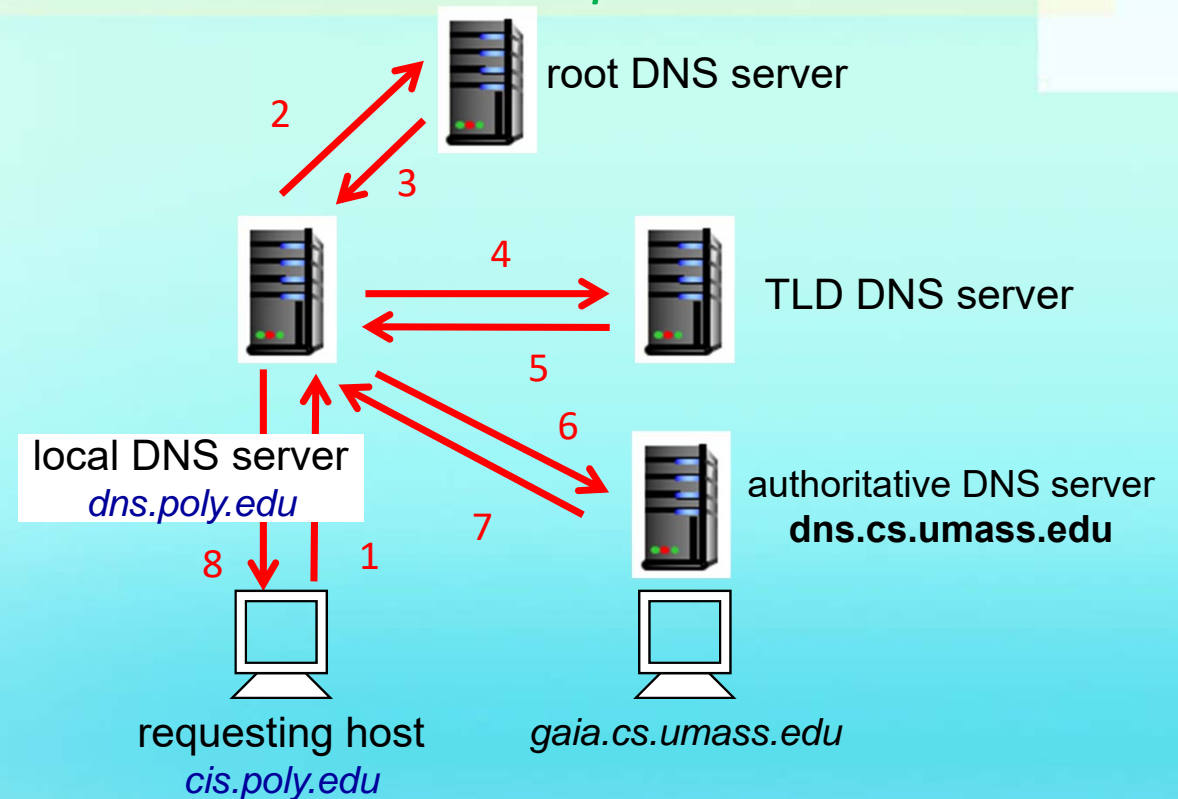 root DNS server
2
3
4
TLD DNS server
5
6
local DNS server
dns.poly.edu
authoritative DNS server
dns.cs.umass.edu
7
8
1
requesting host
cis.poly.edu
gaia.cs.umass.edu